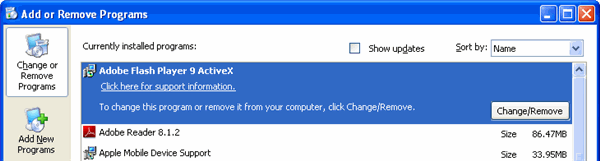 Add or Remove Programs
Currently installed programs: Show updates Sort by: Name
Change or
Remove
Programs
Adobe Flash Player 9 ActiveX
Click here for support information.
To change this program or remove it from your computer, click Change/Remove. Change/Remove
Add New
Programs
Adobe Reader 8.1.2 Size 86.47MB
Apple Mobile Device Support Size 33.95MB